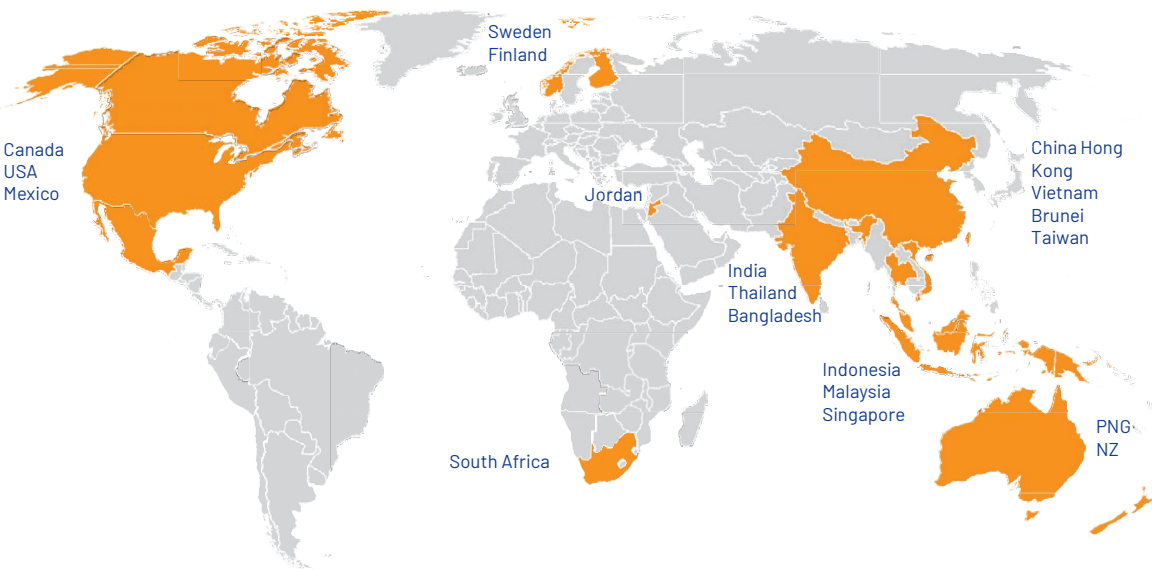 Sweden
Finland
Canada
USA
Mexico
China Hong
Kong
Vietnam
Brunei
Taiwan
Jordan
India
Thailand
Bangladesh
Indonesia
Malaysia
Singapore
PNG
NZ
South Africa